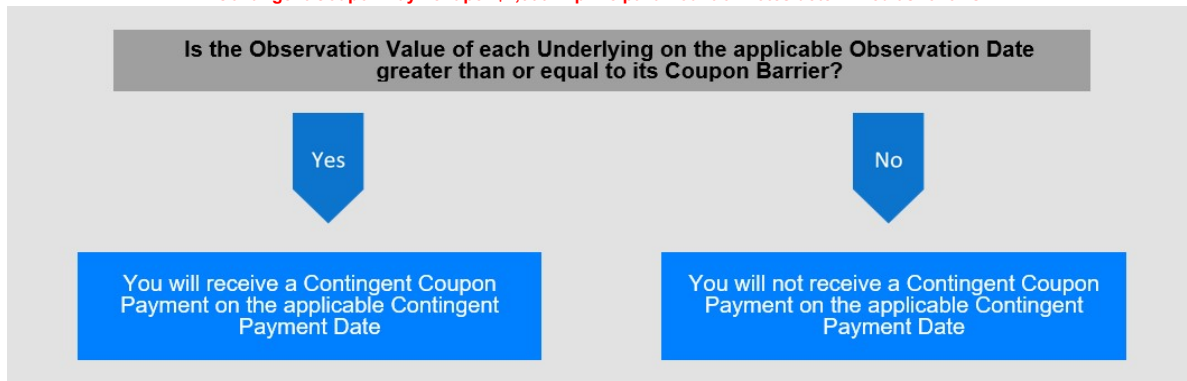 Is the Observation Value of each Underlying on the applicable Observation Date
greater than or equal to its Coupon Barrier?
Yes
No
You will receive a Contingent Coupon
Payment on the applicable Contingent
Payment Date
You will not receive a Contingent Coupon
Payment on the applicable Contingent
Payment Date